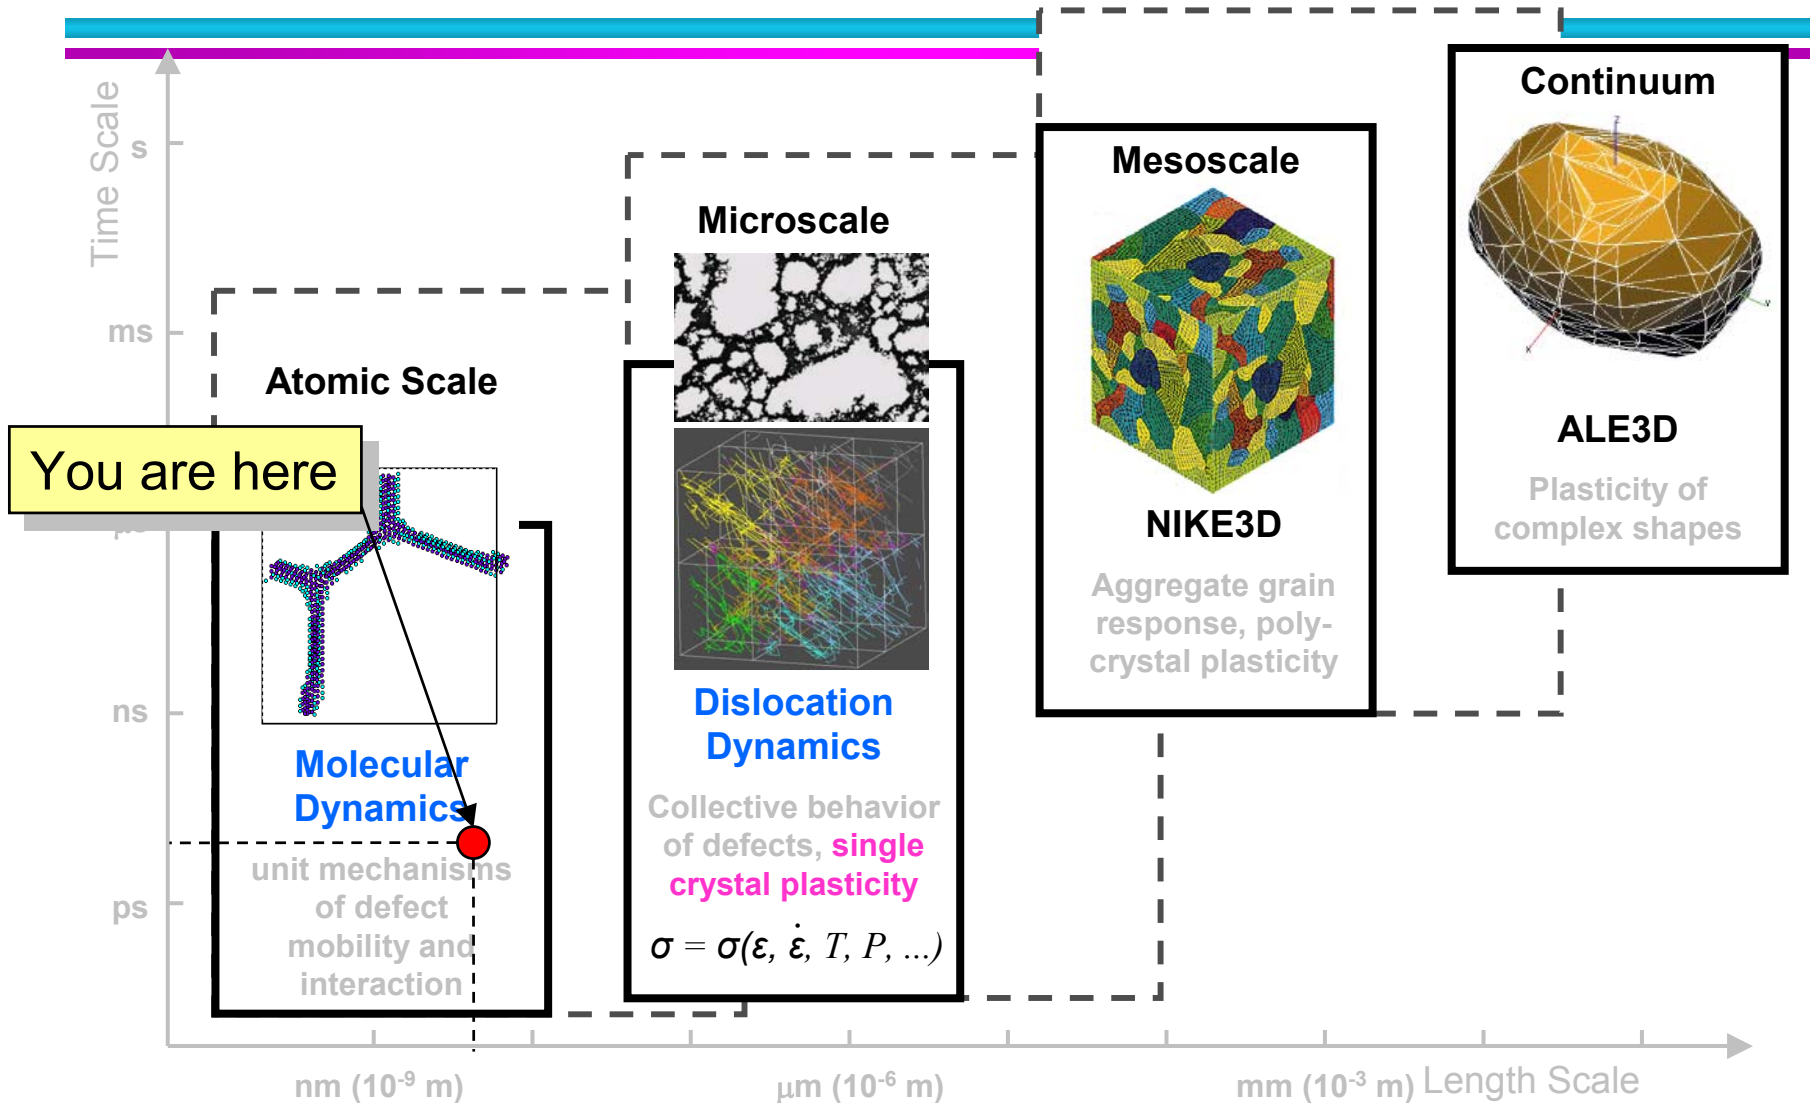 Continuum
Time Scale
s
Mesoscale
Microscale
ms
Atomic Scale
You are here
ALE3D
Plasticity of
complex shapes
NIKE3D
Aggregate grain
response, poly-
crystal plasticity
ns
Dislocation
Dynamics
Molecular
Dynamics
Collective behavior
of defects, single
crystal plasticity
unit mechanisms
of defect
mobility and
interaction
ps
σ = σ(ε, ε̇, T, P, ...)
nm (10⁻⁹ m)
μm (10⁻⁶ m)
mm (10⁻³ m)
Length Scale